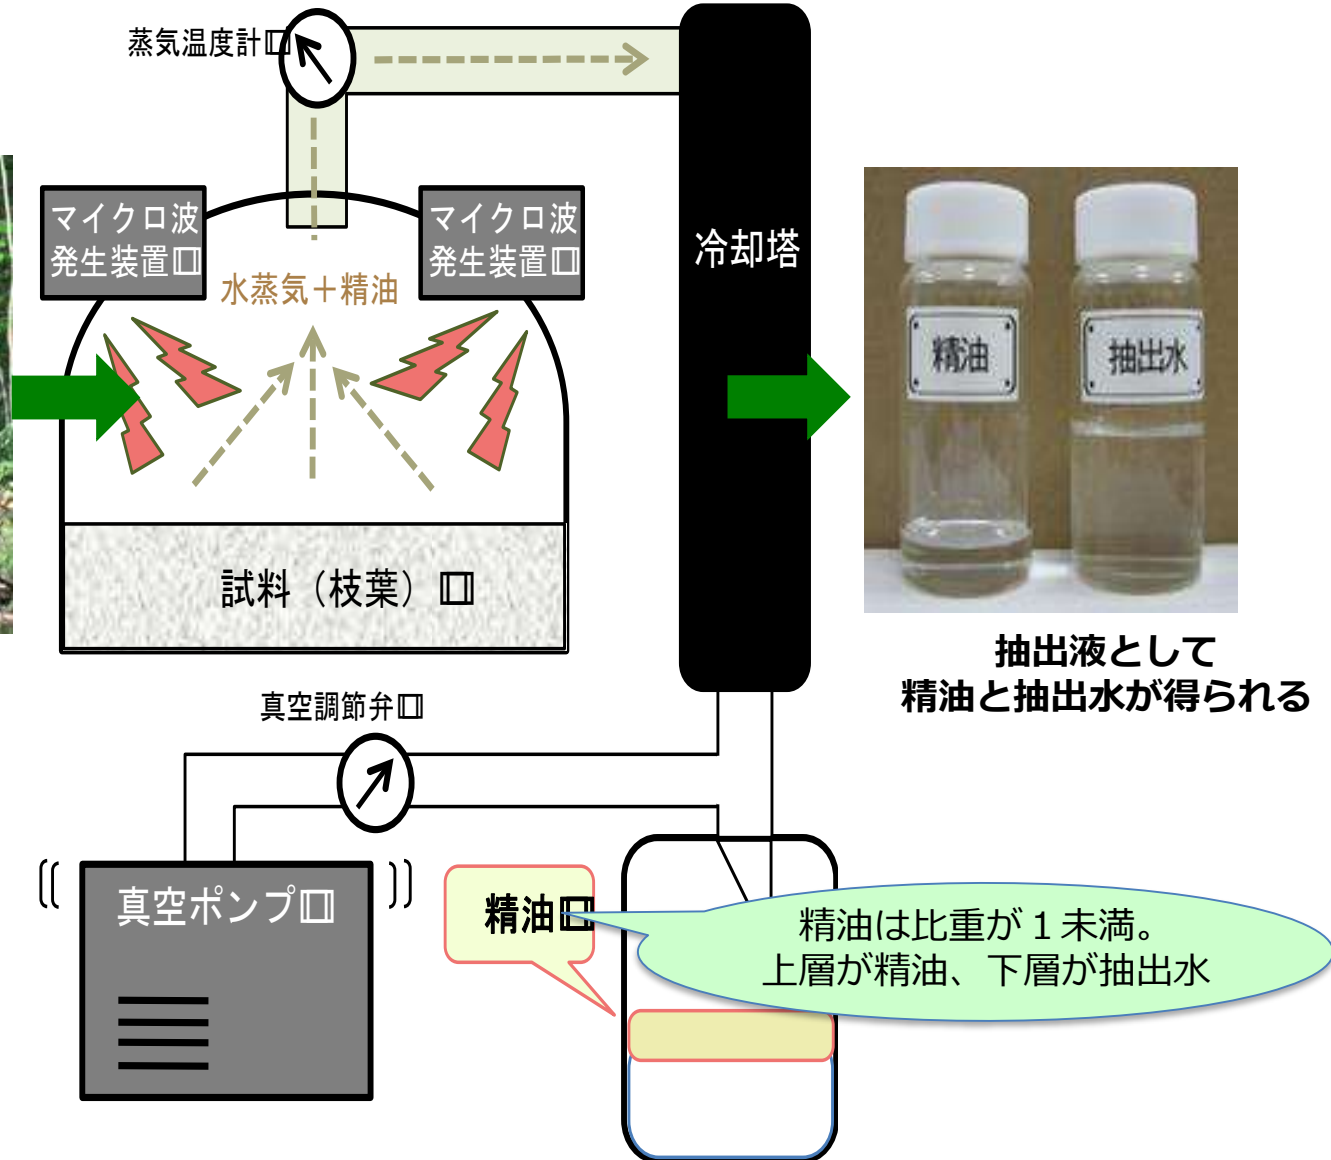 蒸気温度計
マイクロ波
発生装置
マイクロ波
発生装置
水蒸気＋精油
冷却塔
精油
抽出水
試料（枝葉）
抽出液として
精油と抽出水が得られる
真空調節弁
真空ポンプ
精油
精油は比重が１未満。
上層が精油、下層が抽出水